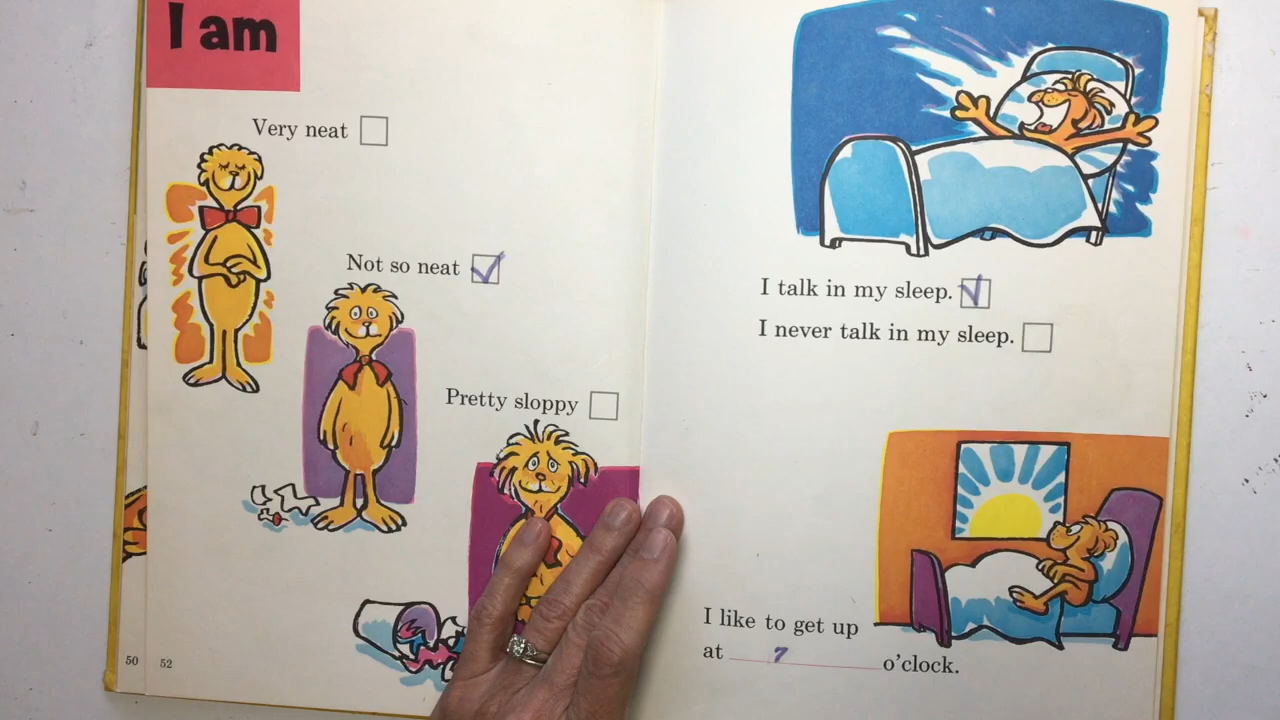 I am
Very neat
Not so neat
Pretty sloppy
50 52
I talk in my sleep.
I never talk in my sleep.
I like to get up
at 7 o'clock.